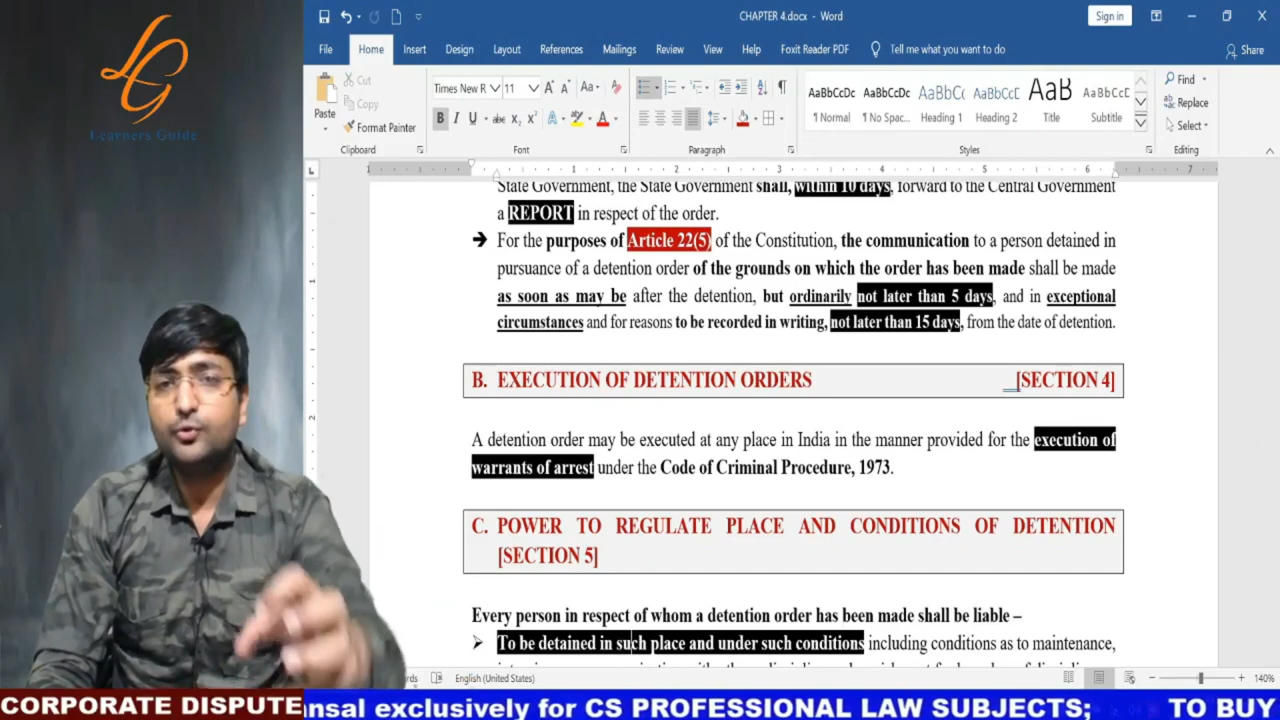 LG
Learners Guide
CHAPTER 4.docx - Word
Sign in
File Home Insert Design Layout References Mailings Review View Help Foxit Reader PDF Tell me what you want to do Share
Paste
Cut
Copy
Format Painter
Clipboard
Times New R 11
Font
Paragraph
AaBbCcDc AaBbCcDc AaBbC AaBbCcC AaB AaBbCcC
¶ Normal ¶ No Spac... Heading 1 Heading 2 Title Subtitle
Styles
Find
Replace
Select
Editing
1 1 2 3 4 5 6 7
State Government, the State Government shall, within 10 days, forward to the Central Government
a REPORT in respect of the order.
➔ For the purposes of Article 22(5) of the Constitution, the communication to a person detained in
pursuance of a detention order of the grounds on which the order has been made shall be made
as soon as may be after the detention, but ordinarily not later than 5 days, and in exceptional
circumstances and for reasons to be recorded in writing, not later than 15 days, from the date of detention.
B. EXECUTION OF DETENTION ORDERS [SECTION 4]
A detention order may be executed at any place in India in the manner provided for the execution of
warrants of arrest under the Code of Criminal Procedure, 1973.
C. POWER TO REGULATE PLACE AND CONDITIONS OF DETENTION
[SECTION 5]
Every person in respect of whom a detention order has been made shall be liable –
➢ To be detained in such place and under such conditions including conditions as to maintenance,
English (United States)
140%
CORPORATE DISPUTE
ansal exclusively for CS PROFESSIONAL LAW SUBJECTS; TO BUY